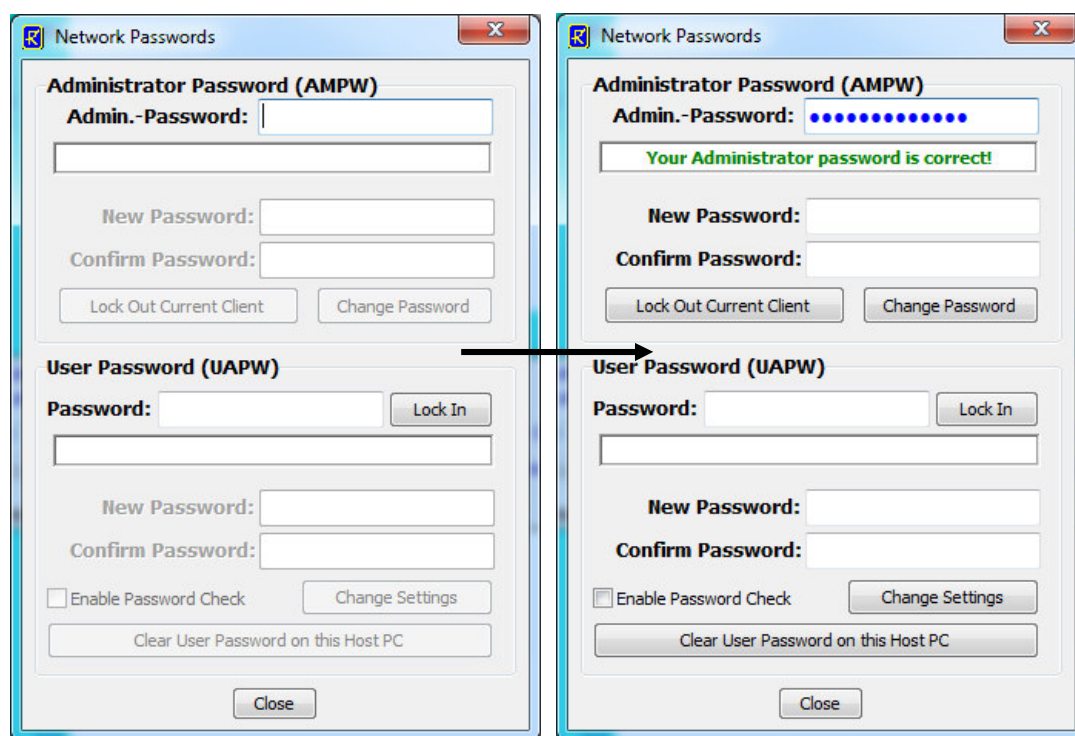 Network Passwords
Administrator Password (AMPW)
Admin.-Password:
New Password:
Confirm Password:
Lock Out Current Client Change Password
User Password (UAPW)
Password: Lock In
New Password:
Confirm Password:
Enable Password Check Change Settings
Clear User Password on this Host PC
Close
Network Passwords
Administrator Password (AMPW)
Admin.-Password: •••••••••••••
Your Administrator password is correct!
New Password:
Confirm Password:
Lock Out Current Client Change Password
User Password (UAPW)
Password: Lock In
New Password:
Confirm Password:
Enable Password Check Change Settings
Clear User Password on this Host PC
Close